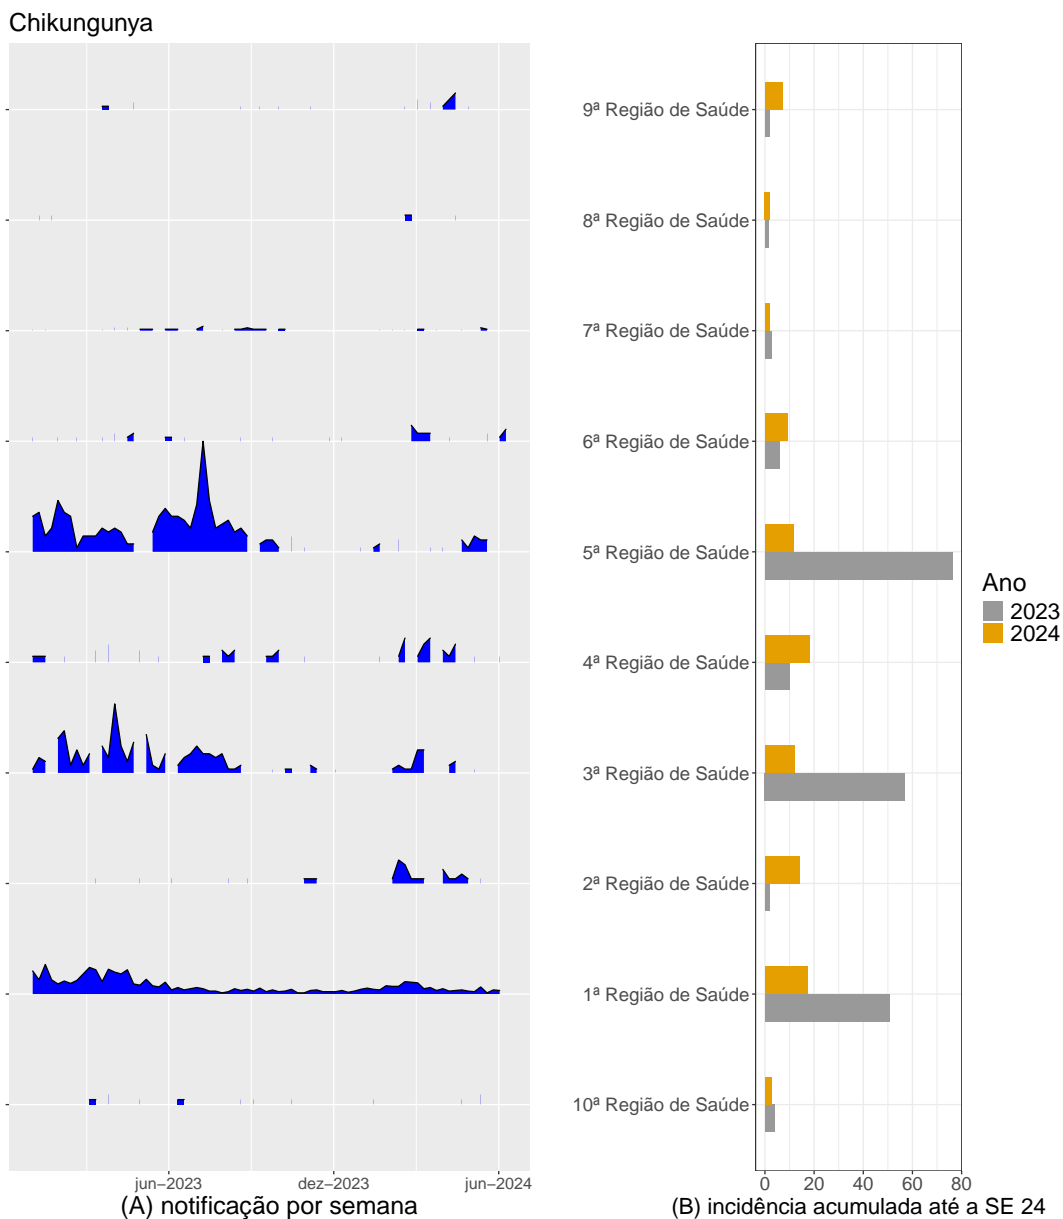 Chikungunya
9ª Região de Saúde
8ª Região de Saúde
7ª Região de Saúde
6ª Região de Saúde
5ª Região de Saúde
4ª Região de Saúde
3ª Região de Saúde
2ª Região de Saúde
1ª Região de Saúde
10ª Região de Saúde
Ano
2023
2024
jun–2023 dez–2023 jun–2024
0 20 40 60 80
(A) notificação por semana
(B) incidência acumulada até a SE 24